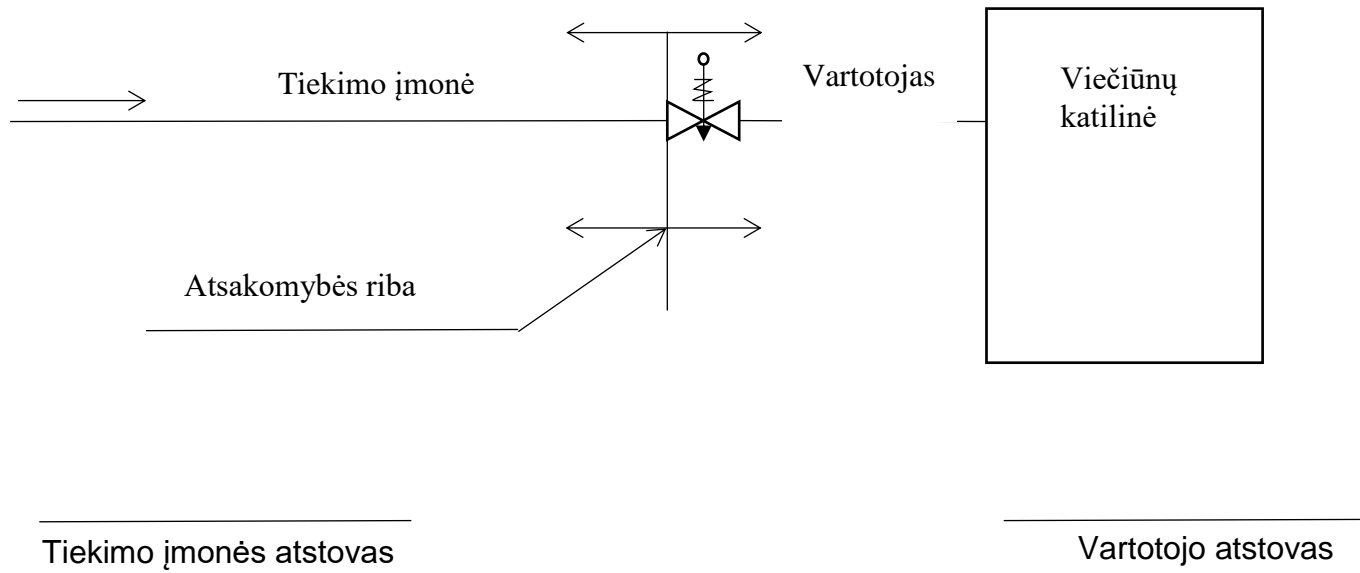 Tiekimo įmonė
Vartotojas
Viečiūnų
katilinė
Atsakomybės riba
Tiekimo įmonės atstovas
Vartotojo atstovas